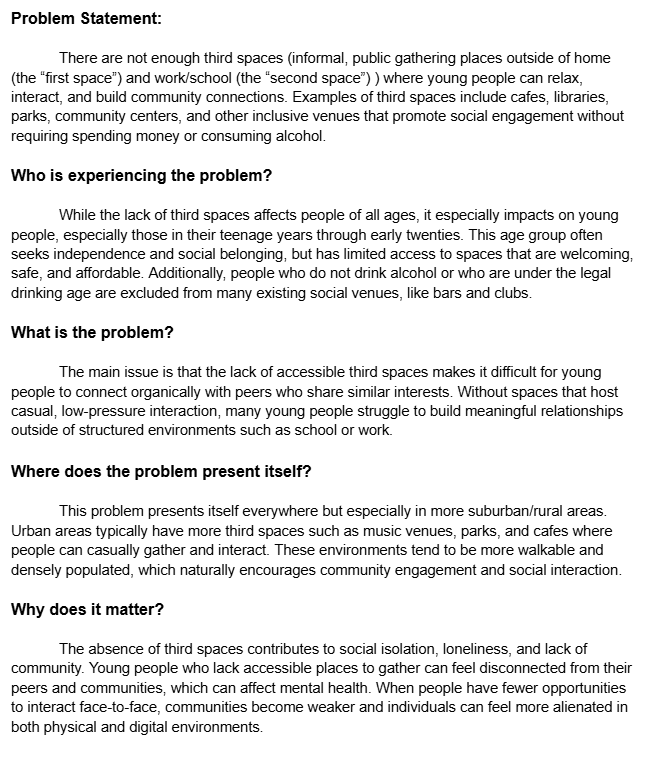 Problem Statement:
There are not enough third spaces (informal, public gathering places outside of home
(the “first space”) and work/school (the “second space”) ) where young people can relax,
interact, and build community connections. Examples of third spaces include cafes, libraries,
parks, community centers, and other inclusive venues that promote social engagement without
requiring spending money or consuming alcohol.
Who is experiencing the problem?
While the lack of third spaces affects people of all ages, it especially impacts on young
people, especially those in their teenage years through early twenties. This age group often
seeks independence and social belonging, but has limited access to spaces that are welcoming,
safe, and affordable. Additionally, people who do not drink alcohol or who are under the legal
drinking age are excluded from many existing social venues, like bars and clubs.
What is the problem?
The main issue is that the lack of accessible third spaces makes it difficult for young
people to connect organically with peers who share similar interests. Without spaces that host
casual, low-pressure interaction, many young people struggle to build meaningful relationships
outside of structured environments such as school or work.
Where does the problem present itself?
This problem presents itself everywhere but especially in more suburban/rural areas.
Urban areas typically have more third spaces such as music venues, parks, and cafes where
people can casually gather and interact. These environments tend to be more walkable and
densely populated, which naturally encourages community engagement and social interaction.
Why does it matter?
The absence of third spaces contributes to social isolation, loneliness, and lack of
community. Young people who lack accessible places to gather can feel disconnected from their
peers and communities, which can affect mental health. When people have fewer opportunities
to interact face-to-face, communities become weaker and individuals can feel more alienated in
both physical and digital environments.